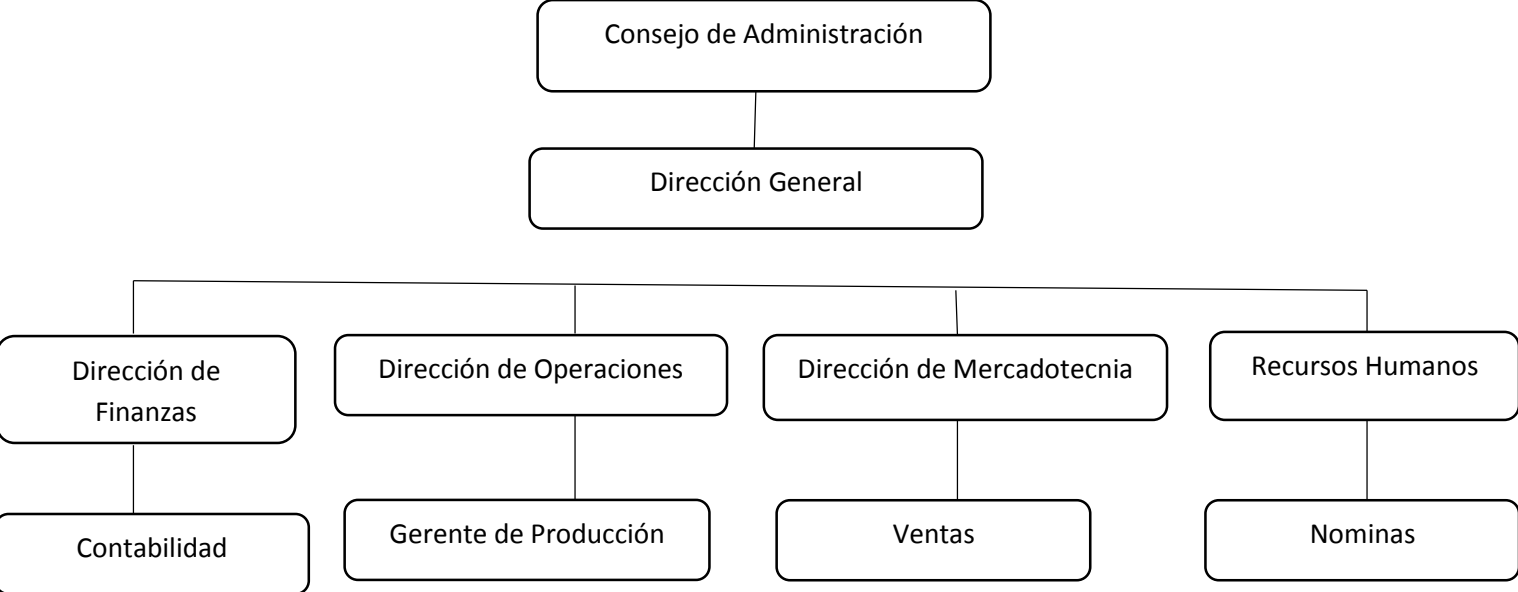 Consejo de Administración
Dirección General
Dirección de
Finanzas
Dirección de Operaciones
Dirección de Mercadotecnia
Recursos Humanos
Contabilidad
Gerente de Producción
Ventas
Nominas